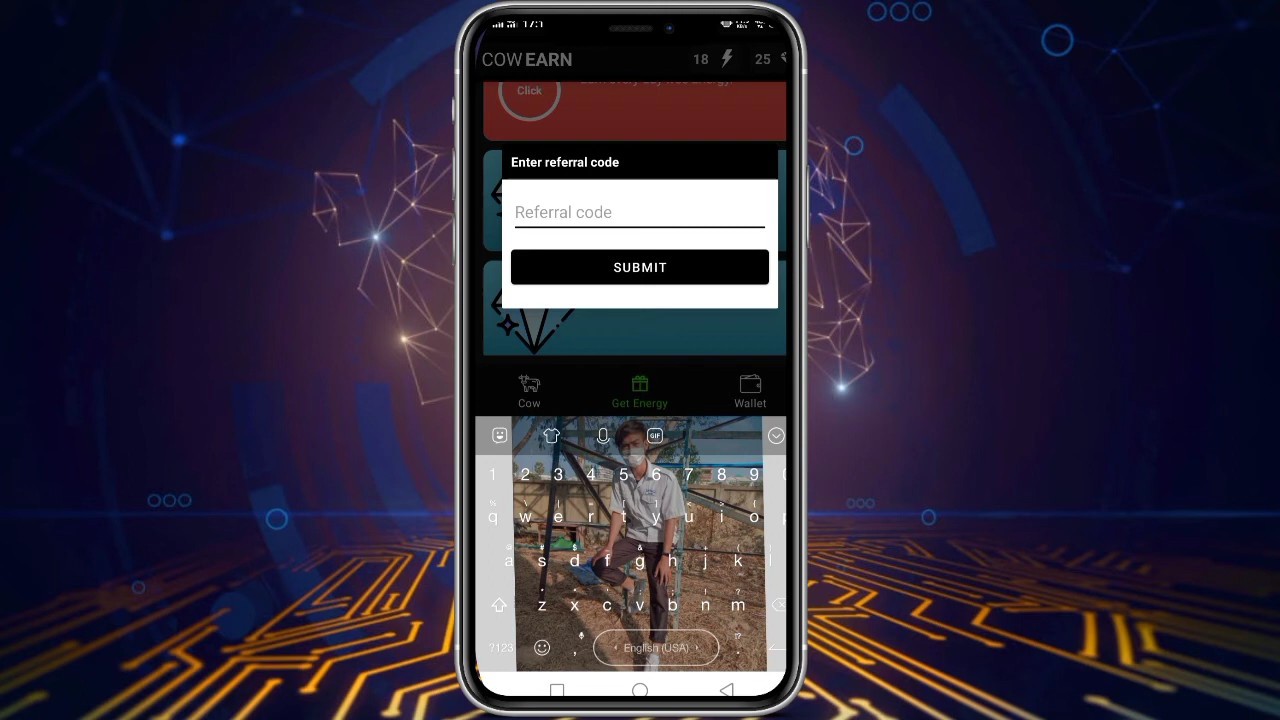 COW EARN 18 25
Click
Enter referral code
Referral code
SUBMIT
Cow Get Energy Wallet
GIF
1 2 3 4 5 6 7 8 9
% \ | = [ ] < > {
q w e r t y u i o p
@ # $ & + (
a s d f g h j k l
" ' : ; ! ?
z x c v b n m
?123 , English (USA) .